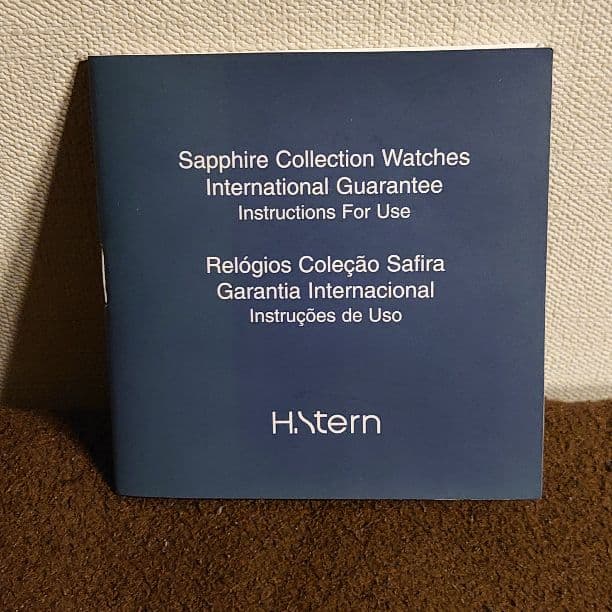 Sapphire Collection Watches
International Guarantee
Instructions For Use
Relógios Coleção Safira
Garantia Internacional
Instruções de Uso
H.Stern